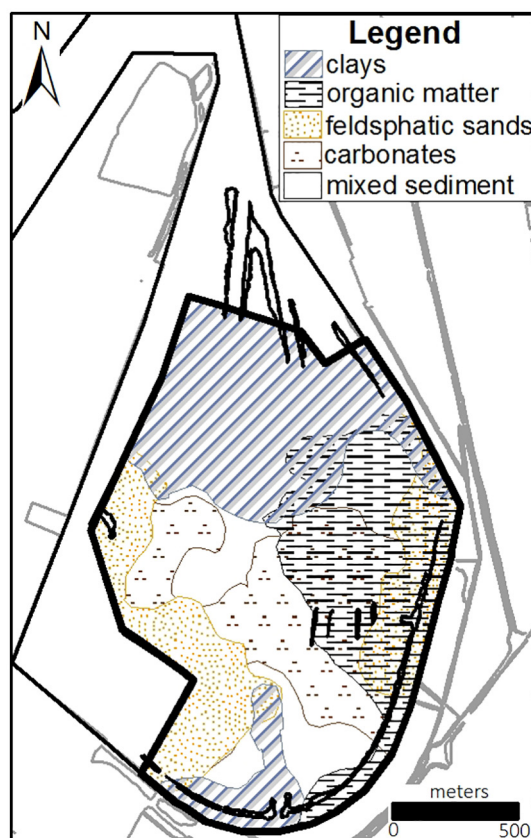 N
Legend
clays
organic matter
feldsphatic sands
carbonates
mixed sediment
meters
0 500